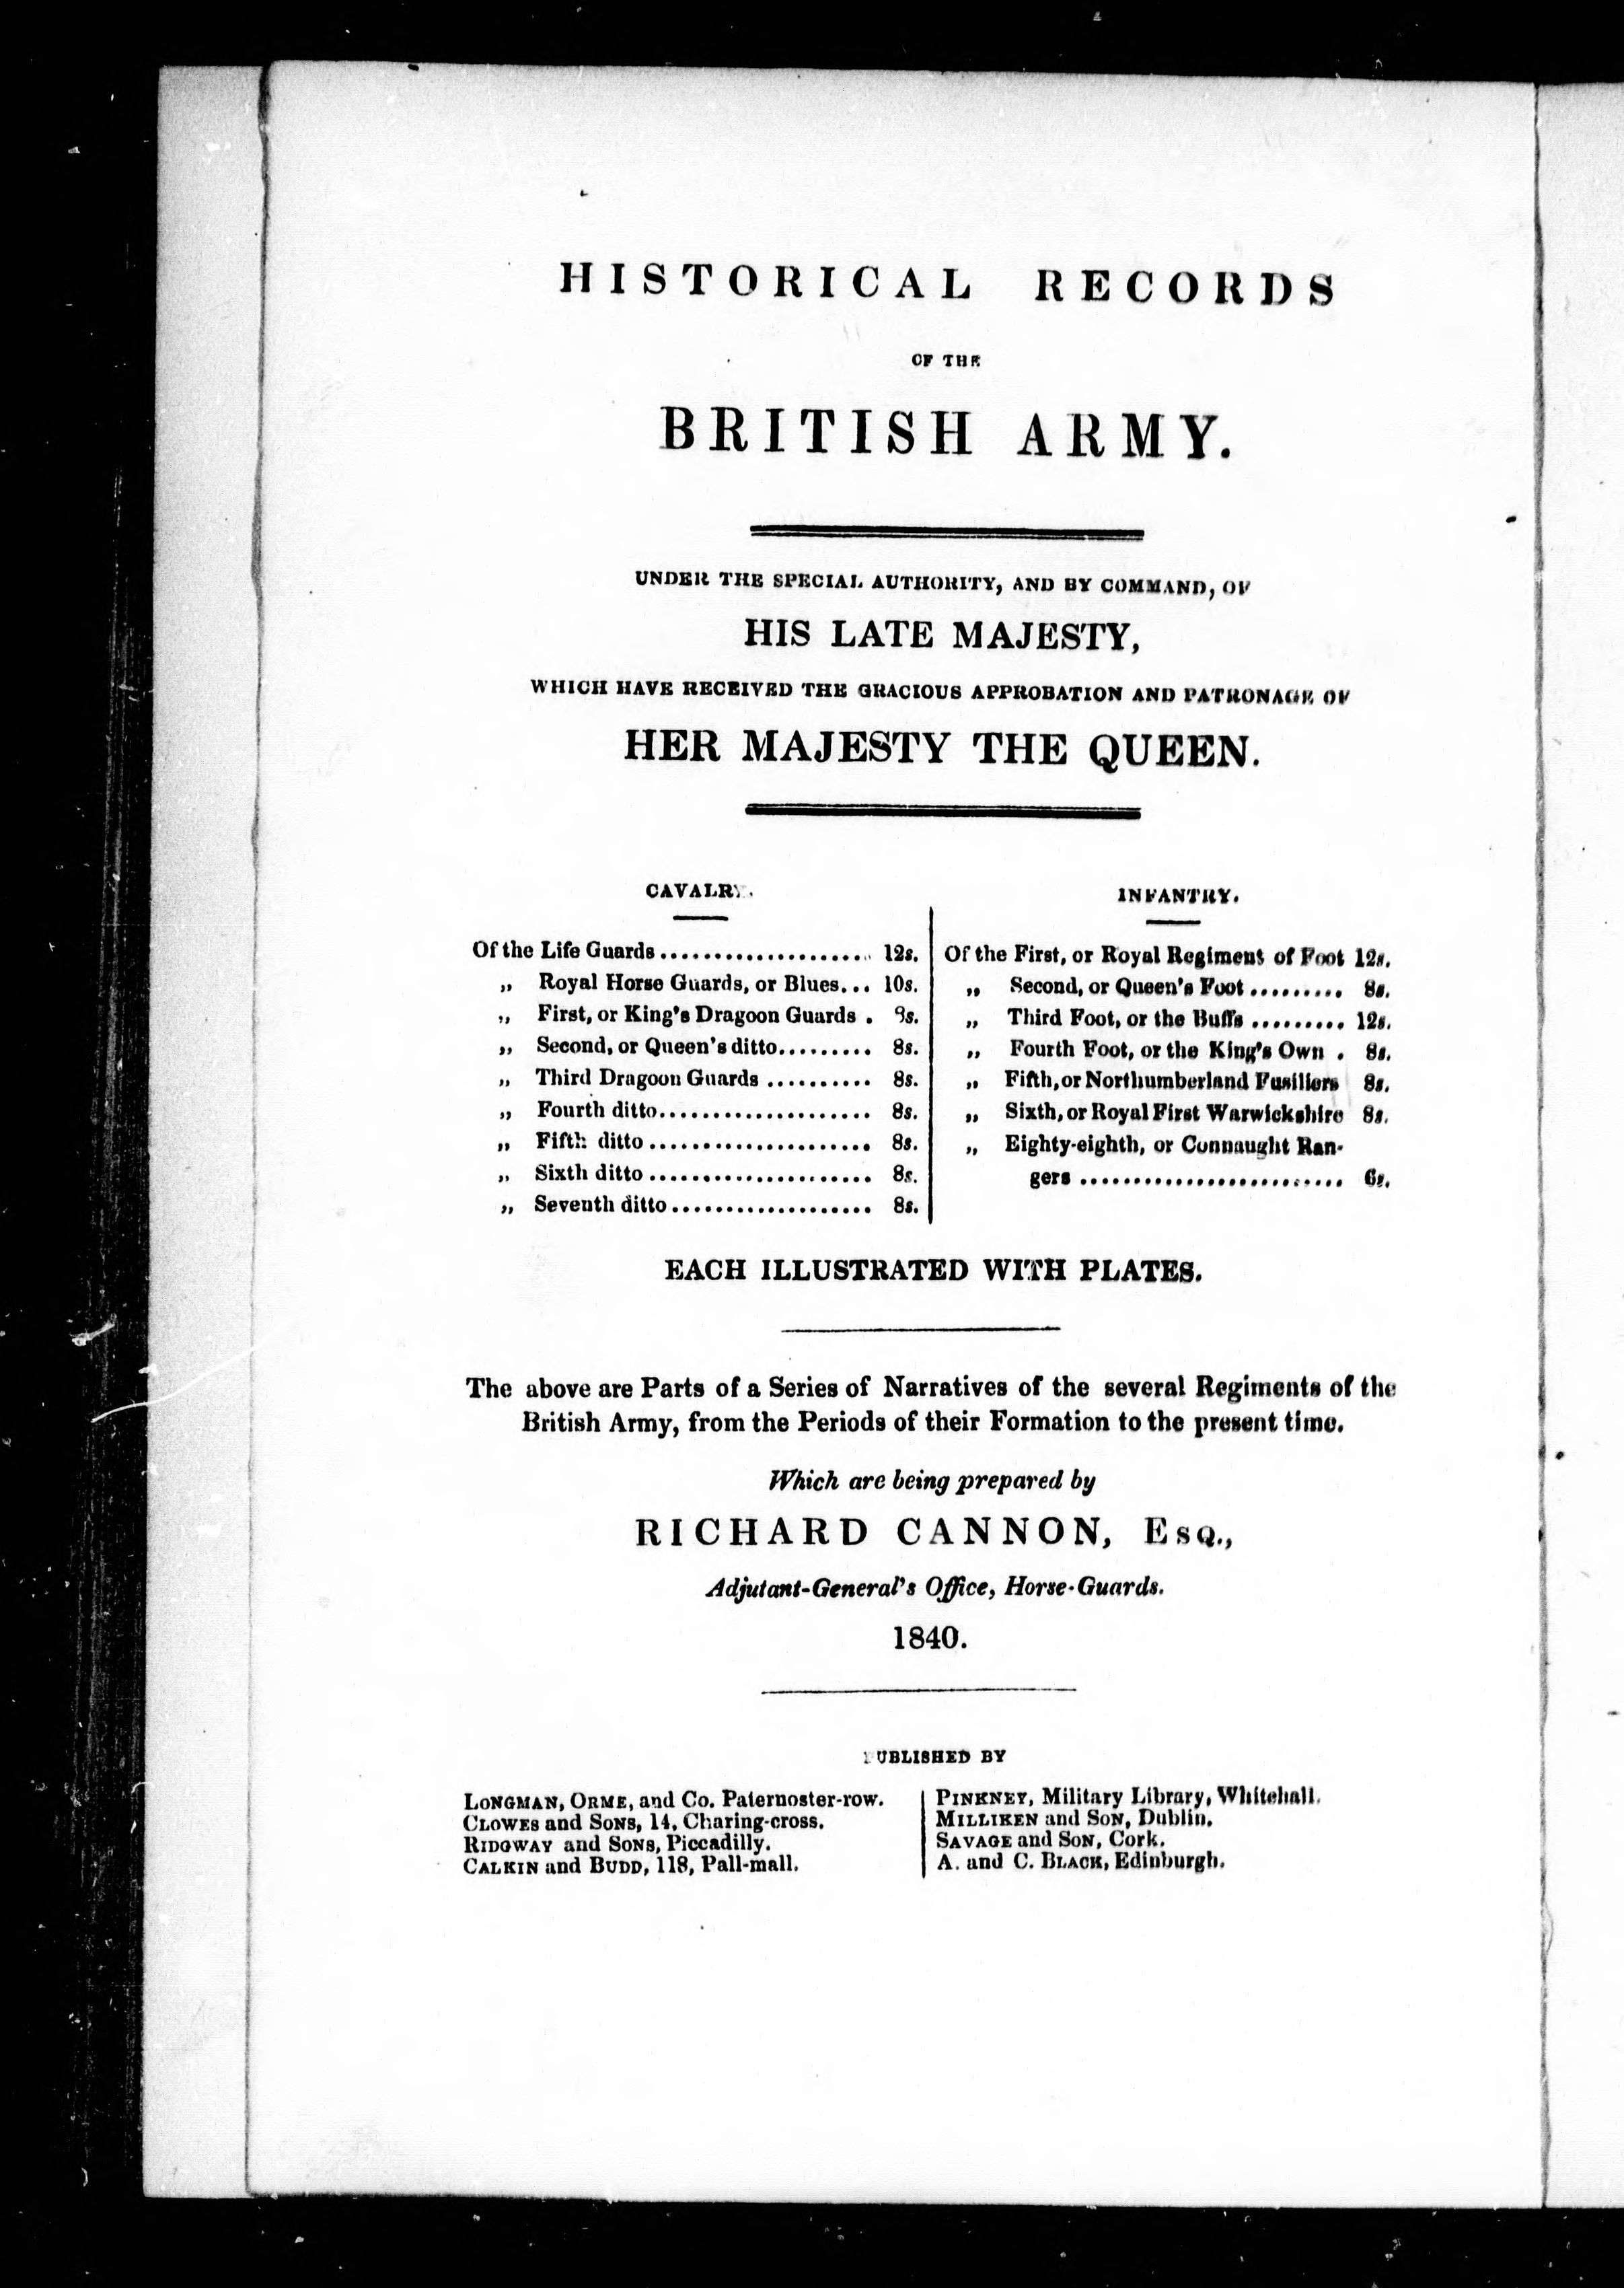 HISTORICAL RECORDS
OF THE
BRITISH ARMY.
UNDER THE SPECIAL AUTHORITY, AND BY COMMAND, OF
HIS LATE MAJESTY,
WHICH HAVE RECEIVED THE GRACIOUS APPROBATION AND PATRONAGE OF
HER MAJESTY THE QUEEN.
CAVALRY.
Of the Life Guards .................... 12s.
„ Royal Horse Guards, or Blues... 10s.
„ First, or King's Dragoon Guards . s.
„ Second, or Queen's ditto......... 8s.
„ Third Dragoon Guards .......... 8s.
„ Fourth ditto.................... 8s.
„ Fifth ditto ..................... 8s.
„ Sixth ditto ..................... 8s.
„ Seventh ditto ................... 8s.
INFANTRY.
Of the First, or Royal Regiment of Foot 12s.
„ Second, or Queen's Foot ......... 8s.
„ Third Foot, or the Buffs ......... 12s.
„ Fourth Foot, or the King's Own . 8s.
„ Fifth, or Northumberland Fusiliers 8s.
„ Sixth, or Royal First Warwickshire 8s.
„ Eighty-eighth, or Connaught Ran-
gers ......................... 6s.
EACH ILLUSTRATED WITH PLATES.
The above are Parts of a Series of Narratives of the several Regiments of the
British Army, from the Periods of their Formation to the present time.
Which are being prepared by
RICHARD CANNON, ESQ.,
Adjutant-General's Office, Horse-Guards.
1840.
PUBLISHED BY
LONGMAN, ORME, and Co. Paternoster-row.
CLOWES and SONS, 14, Charing-cross.
RIDGWAY and SONS, Piccadilly.
CALKIN and BUDD, 118, Pall-mall.
PINKNEY, Military Library, Whitehall.
MILLIKEN and SON, Dublin.
SAVAGE and SON, Cork.
A. and C. BLACK, Edinburgh.